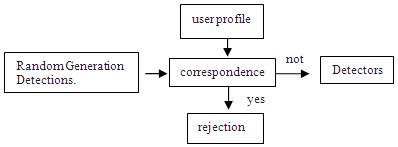 user profile
Random Generation
Detections.
correspondence
not
Detectors
yes
rejection